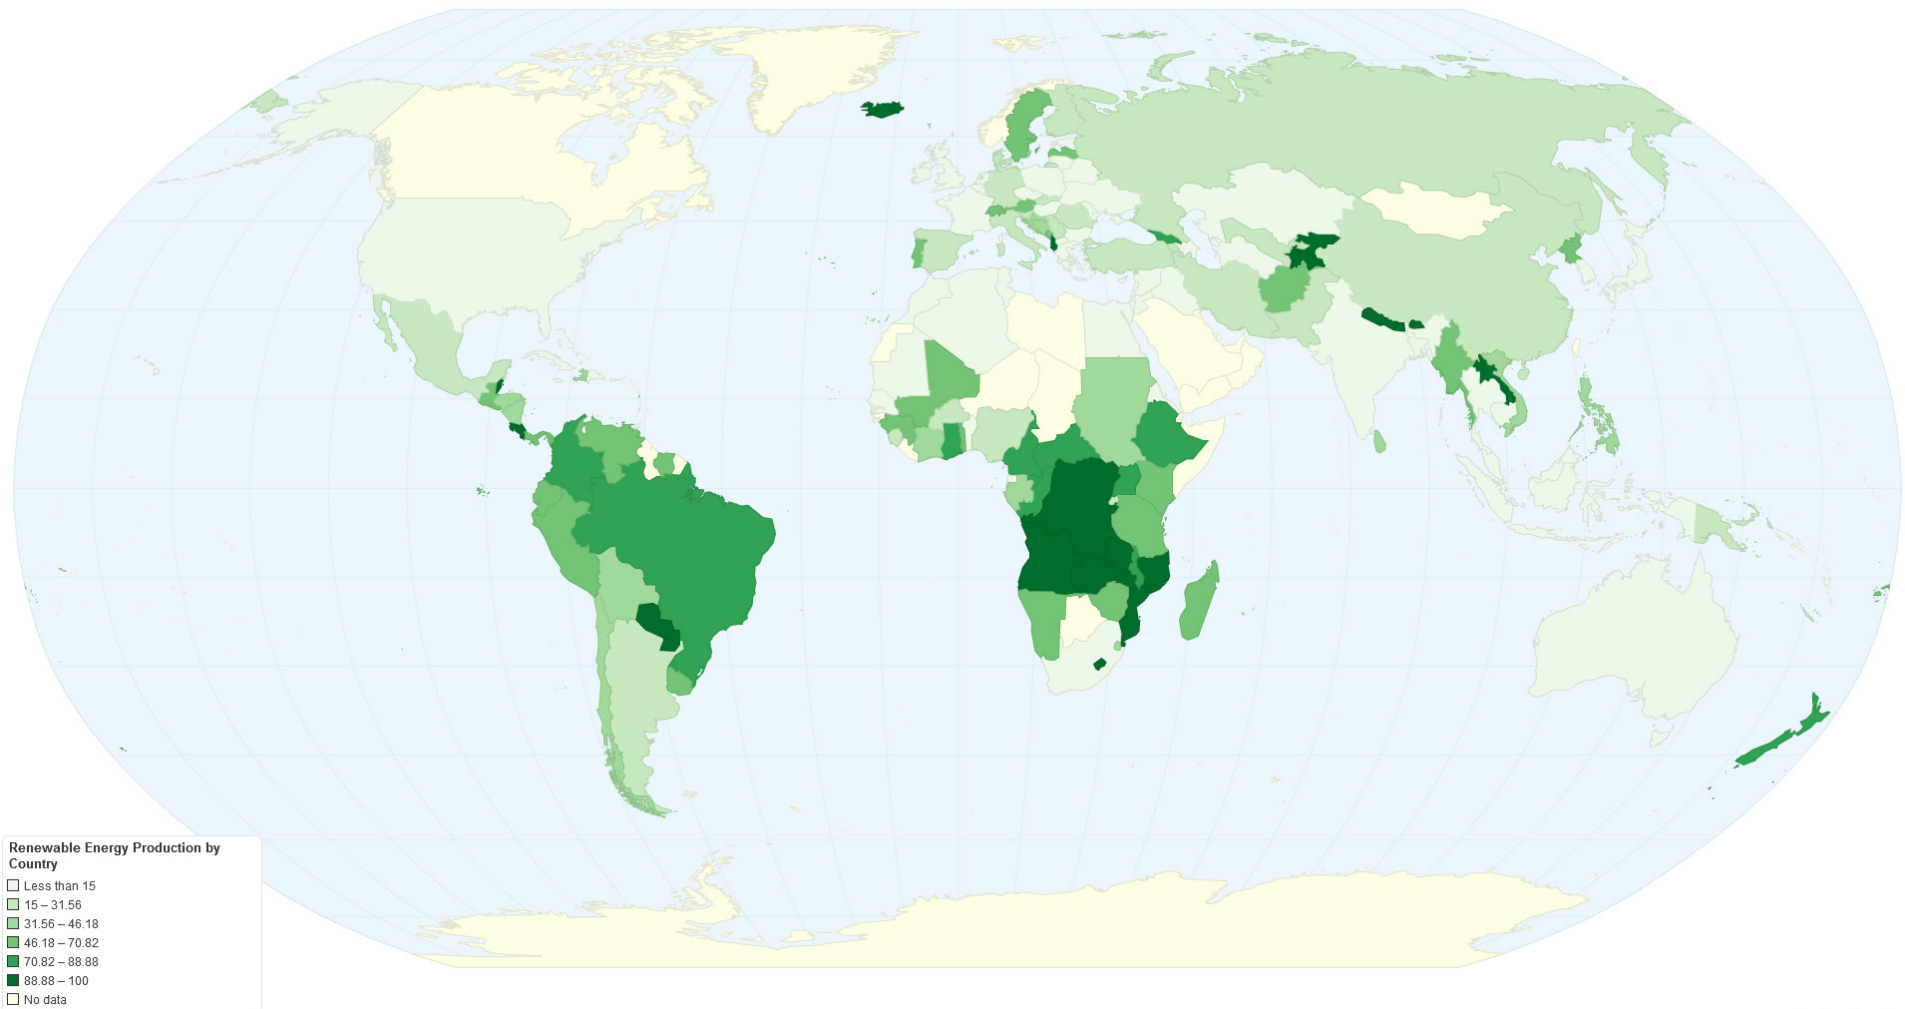 Renewable Energy Production by
Country
Less than 15
15 – 31.56
31.56 – 46.18
46.18 – 70.82
70.82 – 88.88
88.88 – 100
No data